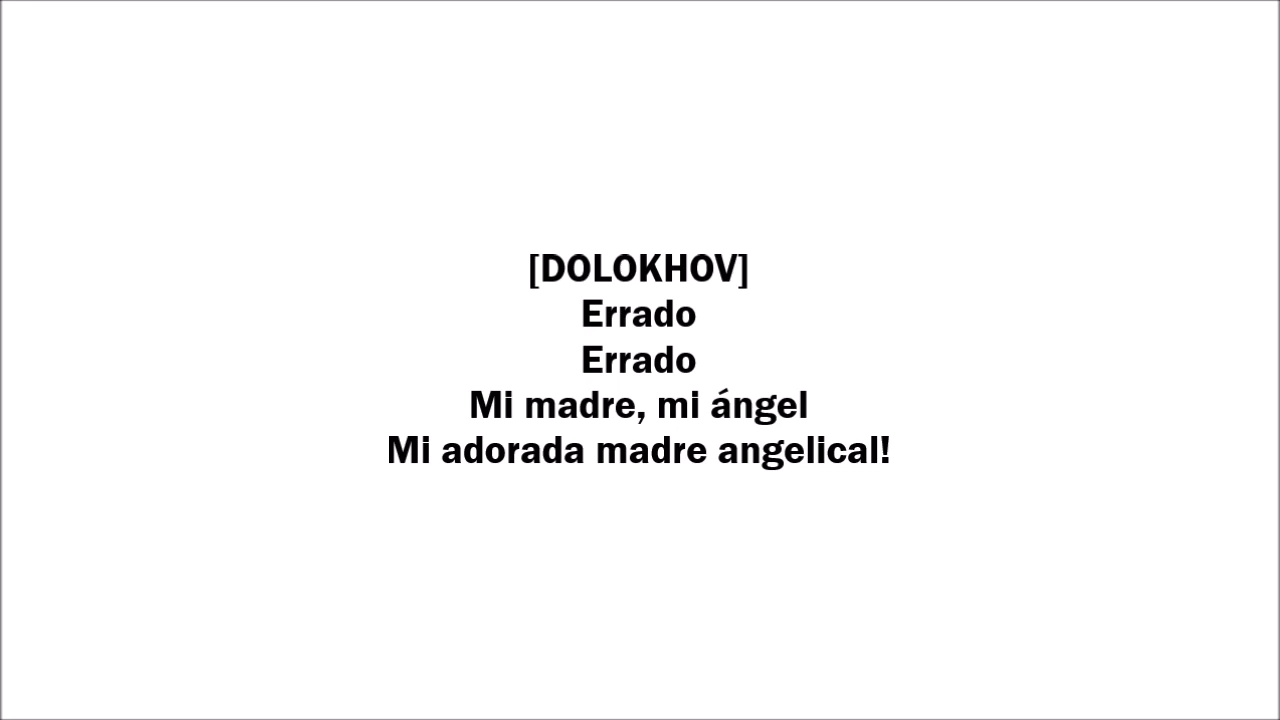 [DOLOKHOV]
Errado
Errado
Mi madre, mi ángel
Mi adorada madre angelical!